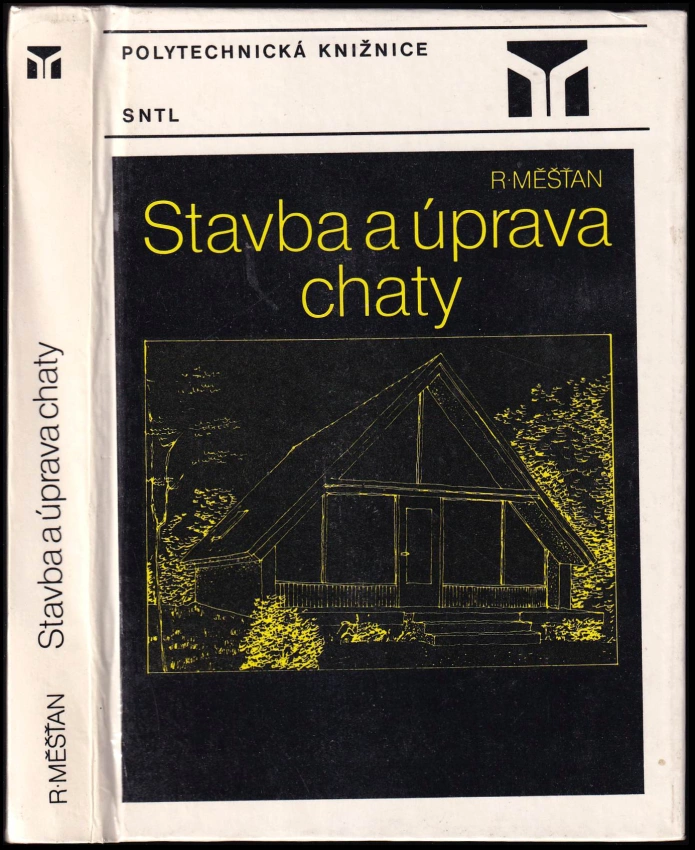 POLYTECHNICKÁ KNIŽNICE
SNTL
R·MĚŠŤAN
Stavba a úprava
chaty
R·MĚŠŤAN Stavba a úprava chaty